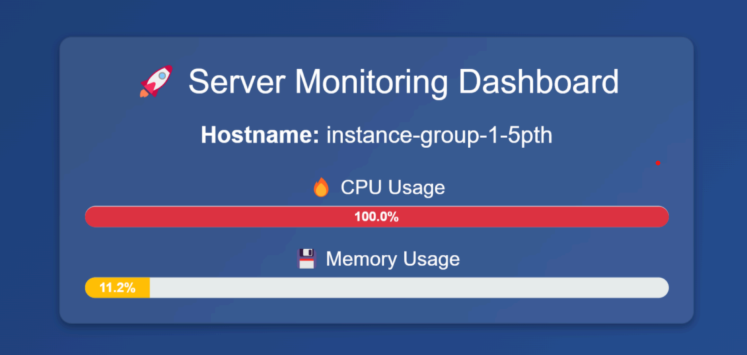 Server Monitoring Dashboard
Hostname: instance-group-1-5pth
CPU Usage
100.0%
Memory Usage
11.2%